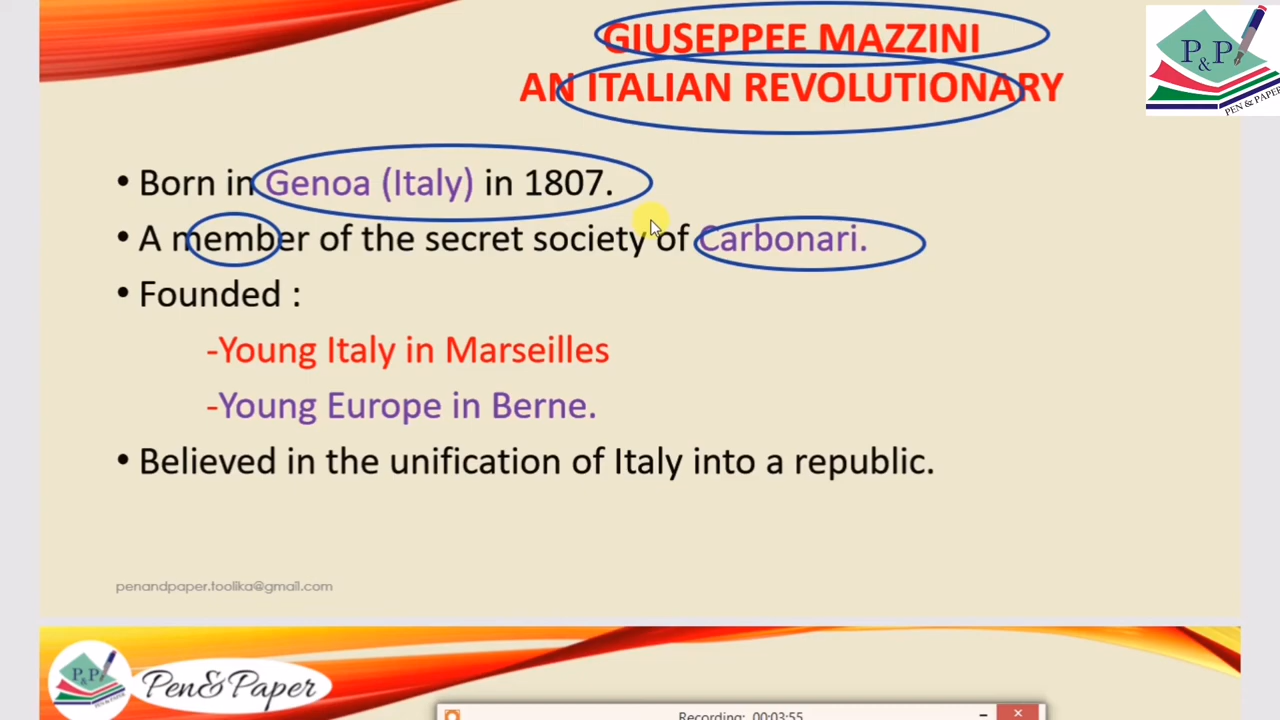 GIUSEPPEE MAZZINI
AN ITALIAN REVOLUTIONARY
P&P
PEN & PAPER
• Born in Genoa (Italy) in 1807.
• A member of the secret society of Carbonari.
• Founded :
-Young Italy in Marseilles
-Young Europe in Berne.
• Believed in the unification of Italy into a republic.
penandpaper.toolika@gmail.com
P&P
Pen&Paper
Recording: 00:03:55